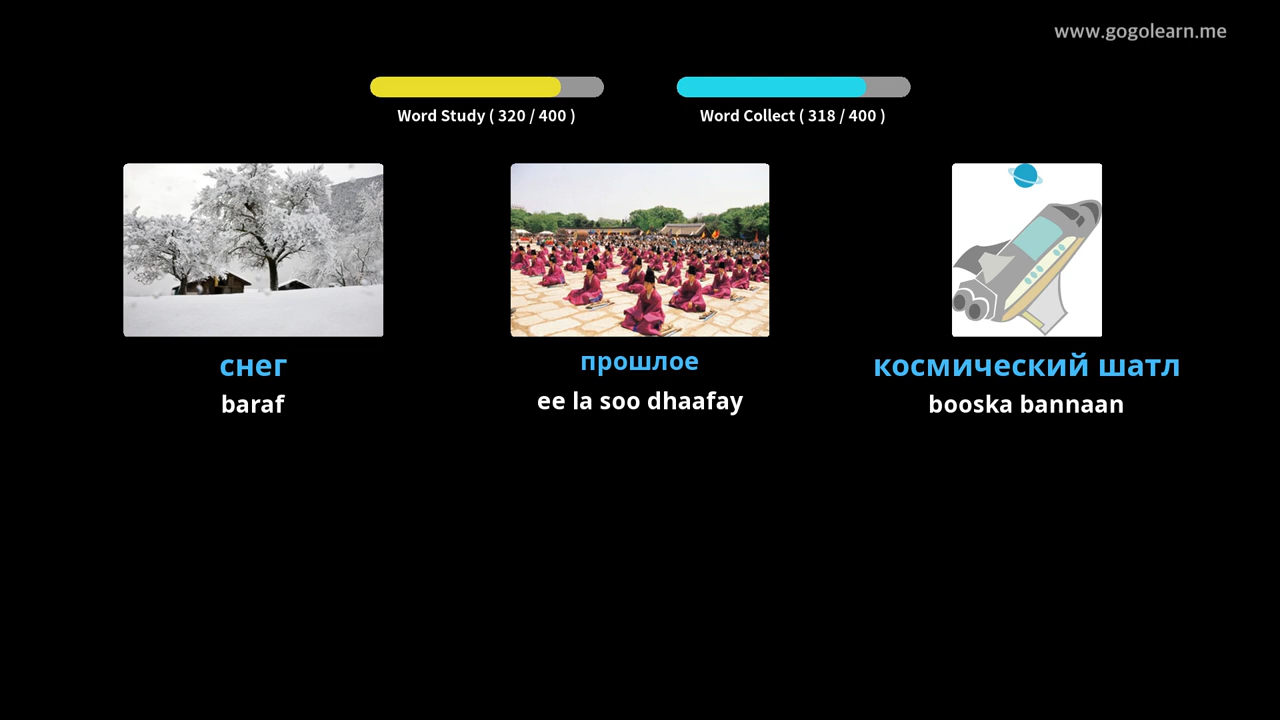 www.gogolearn.me
Word Study ( 320 / 400 )
Word Collect ( 318 / 400 )
снег
baraf
прошлое
ee la soo dhaafay
космический шатл
booska bannaan